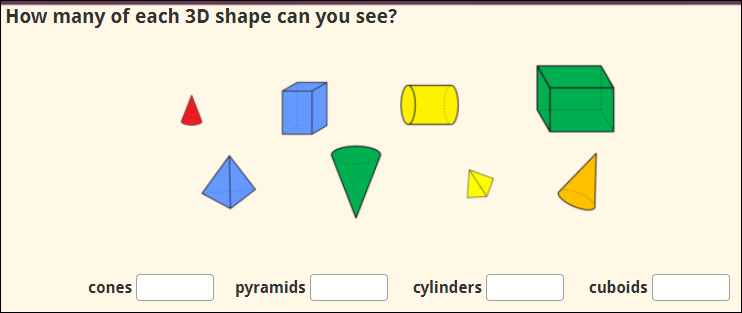 How many of each 3D shape can you see?
cones pyramids cylinders cuboids